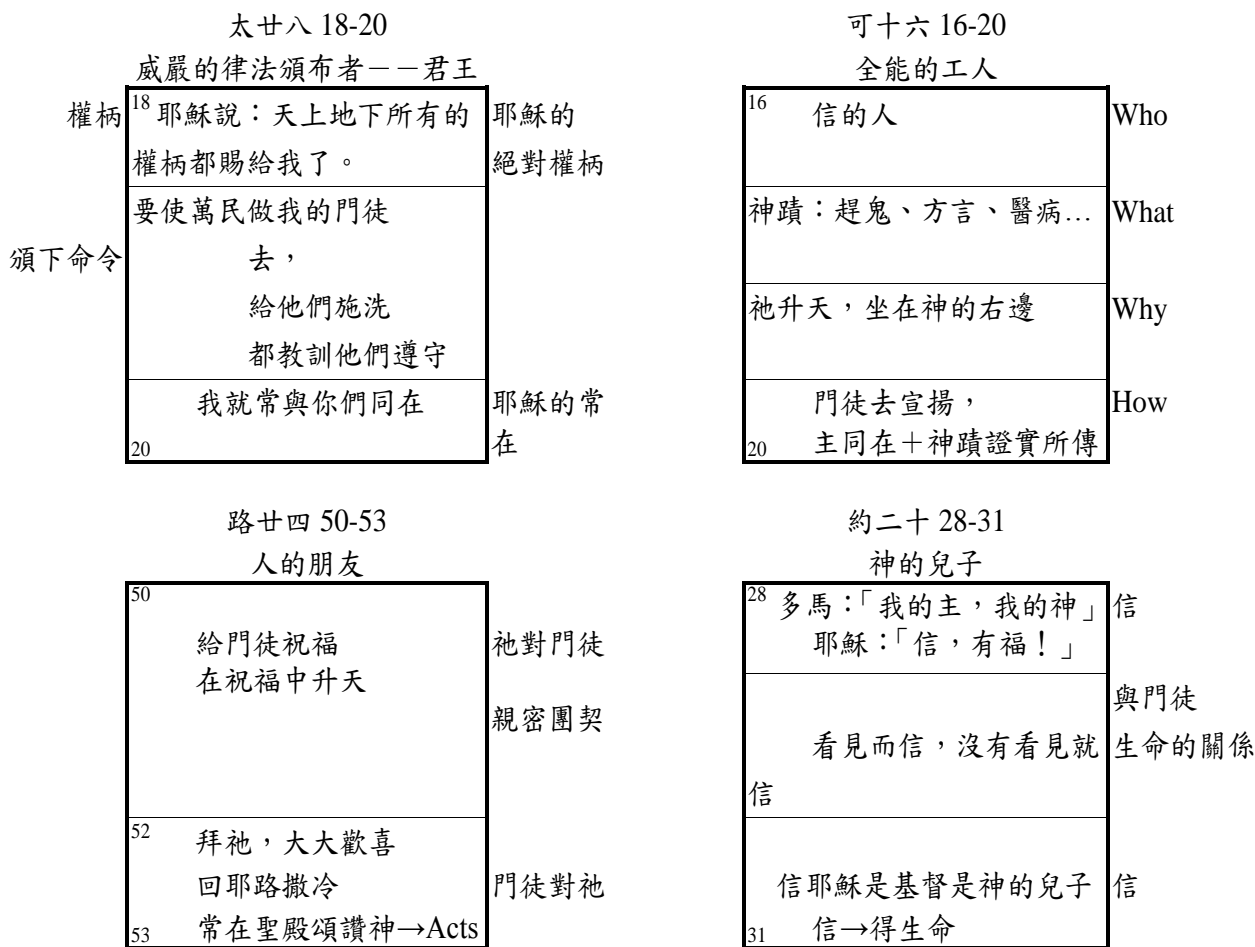 太廿八 18-20
威嚴的律法頒布者－－君王
權柄 18 耶穌說：天上地下所有的 耶穌的
權柄都賜給我了。 絕對權柄
要使萬民做我的門徒
頒下命令 去，
給他們施洗
都教訓他們遵守
我就常與你們同在 耶穌的常
20 在
可十六 16-20
全能的工人
16 信的人 Who
神蹟：趕鬼、方言、醫病… What
祂升天，坐在神的右邊 Why
門徒去宣揚， How
20 主同在＋神蹟證實所傳
路廿四 50-53
人的朋友
50
給門徒祝福 祂對門徒
在祝福中升天
親密團契
52 拜祂，大大歡喜
回耶路撒冷 門徒對祂
53 常在聖殿頌讚神→Acts
約二十 28-31
神的兒子
28 多馬：「我的主，我的神」 信
耶穌：「信，有福！」
與門徒
看見而信，沒有看見就 生命的關係
信
信耶穌是基督是神的兒子 信
31 信→得生命